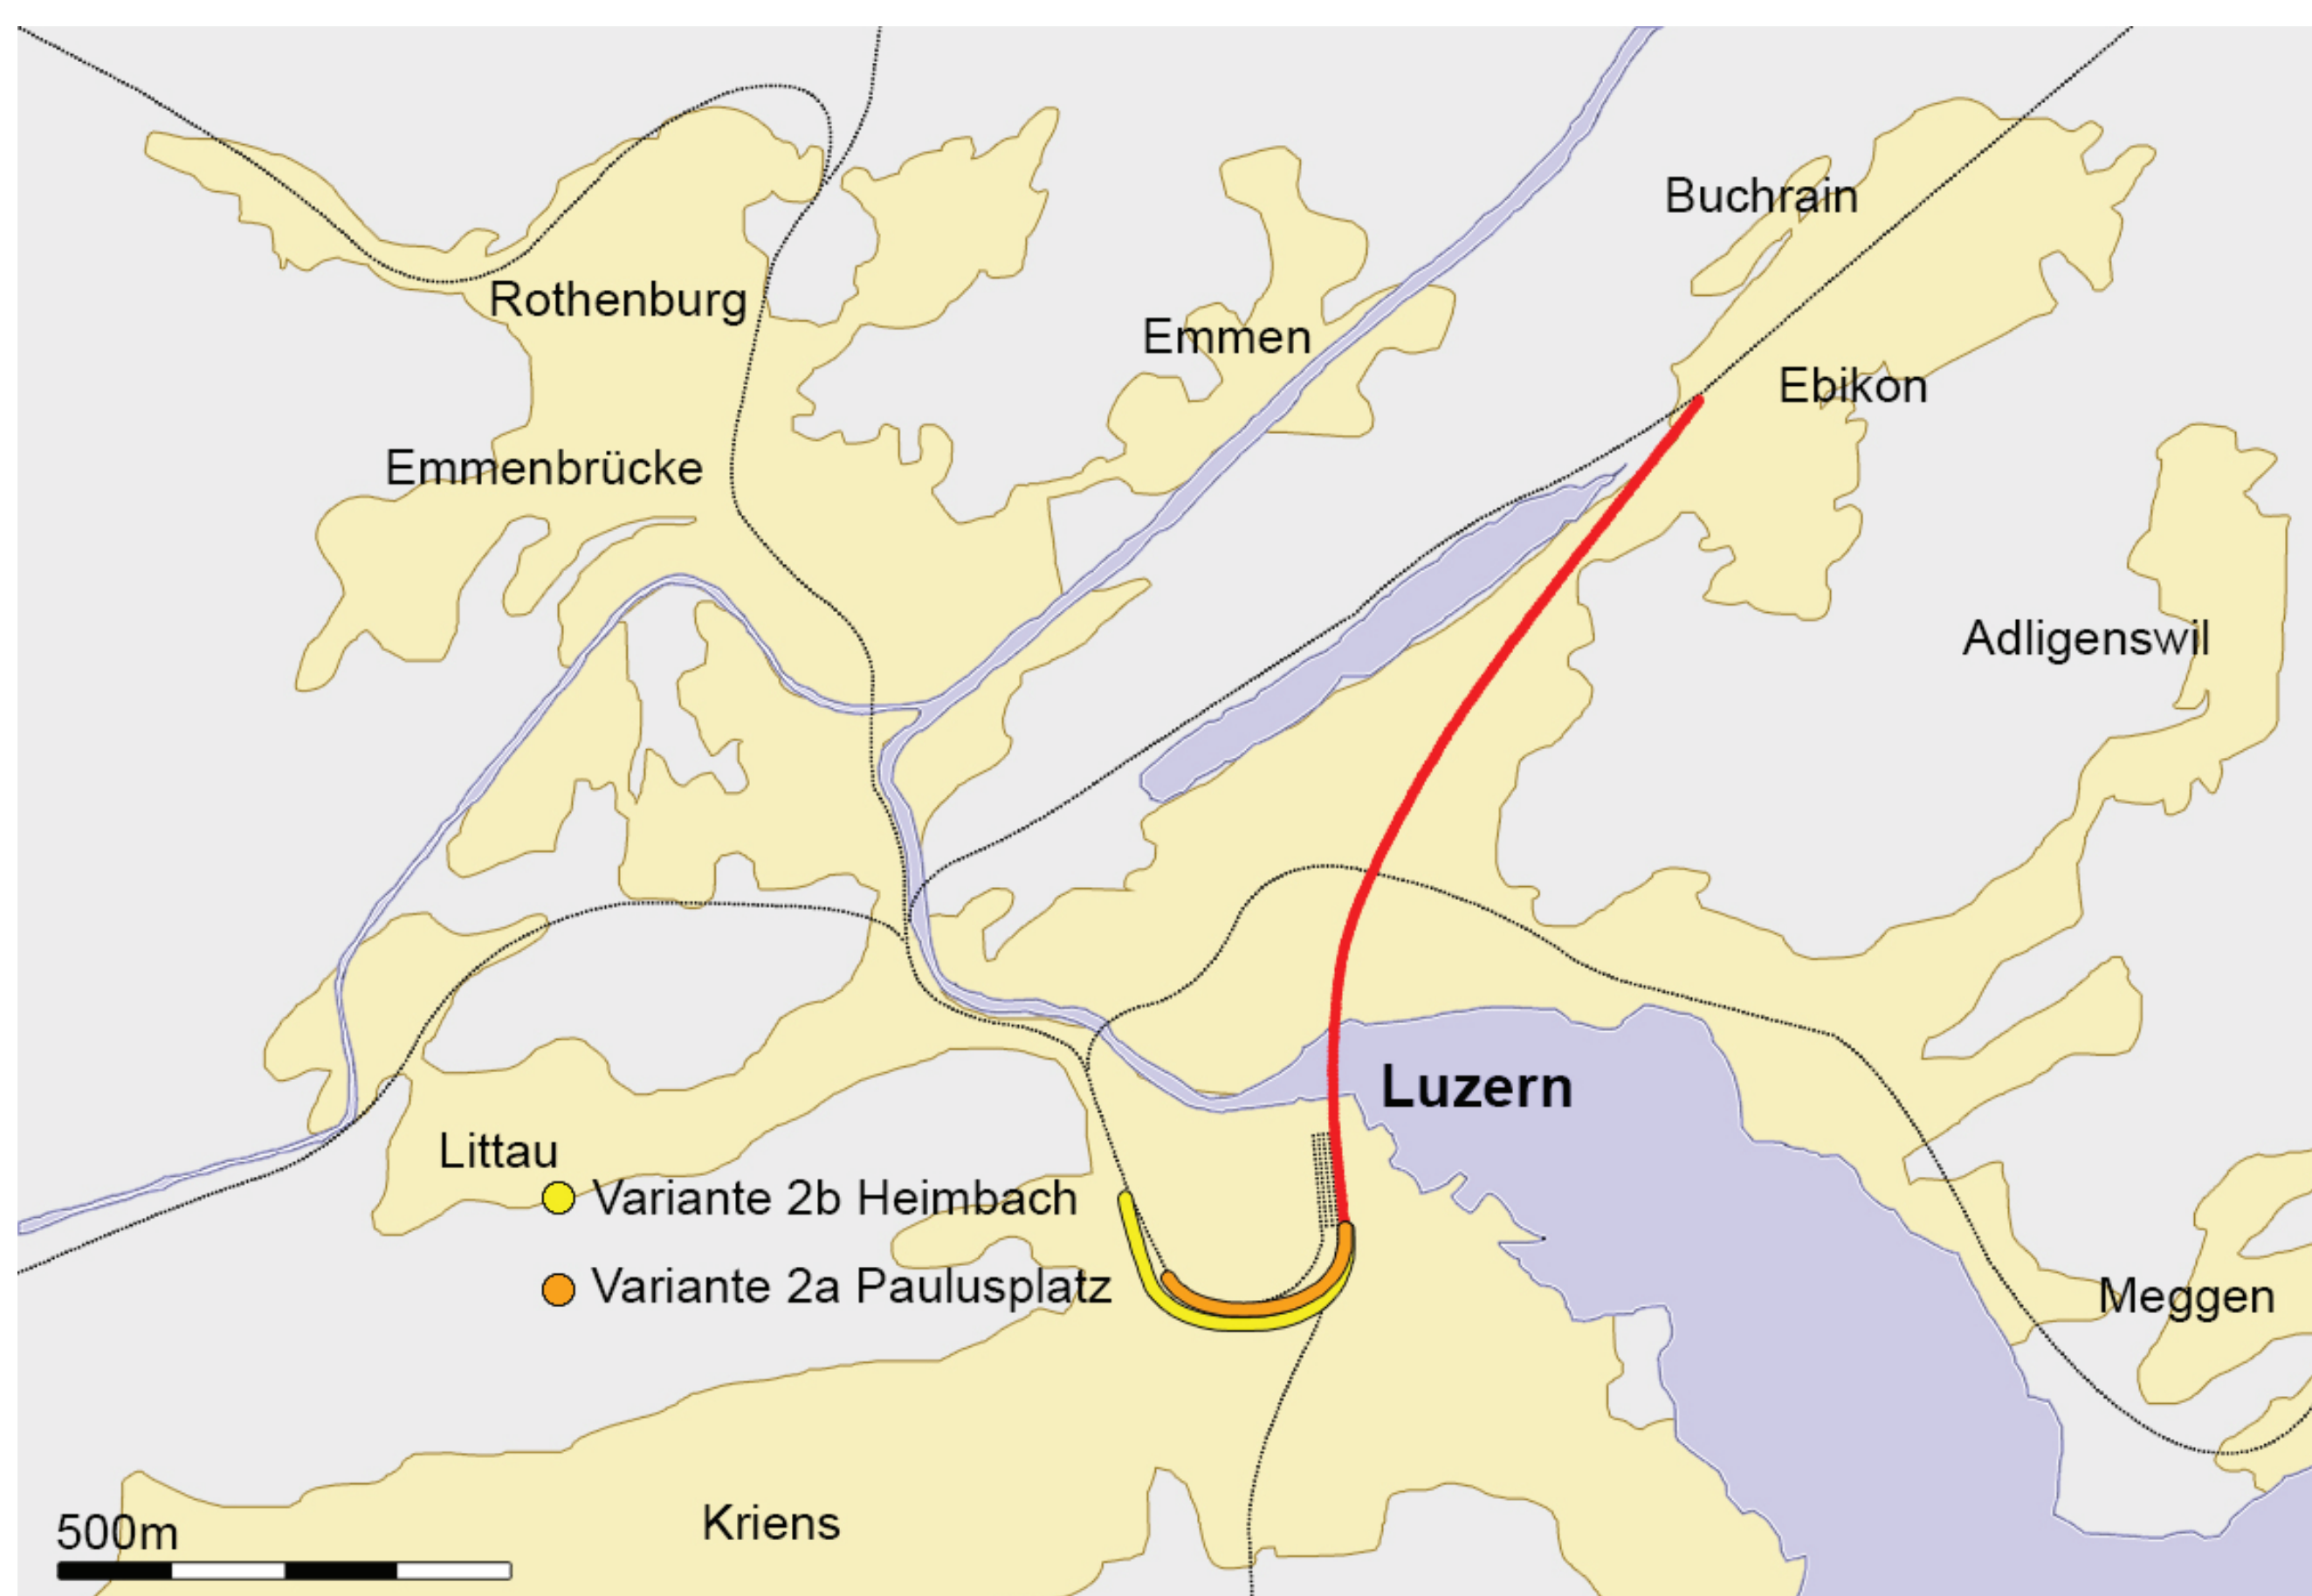 Buchrain
Rothenburg
Emmen
Ebikon
Emmenbrücke
Adligenswil
Luzern
Littau
Variante 2b Heimbach
Variante 2a Paulusplatz
Meggen
Kriens
500m